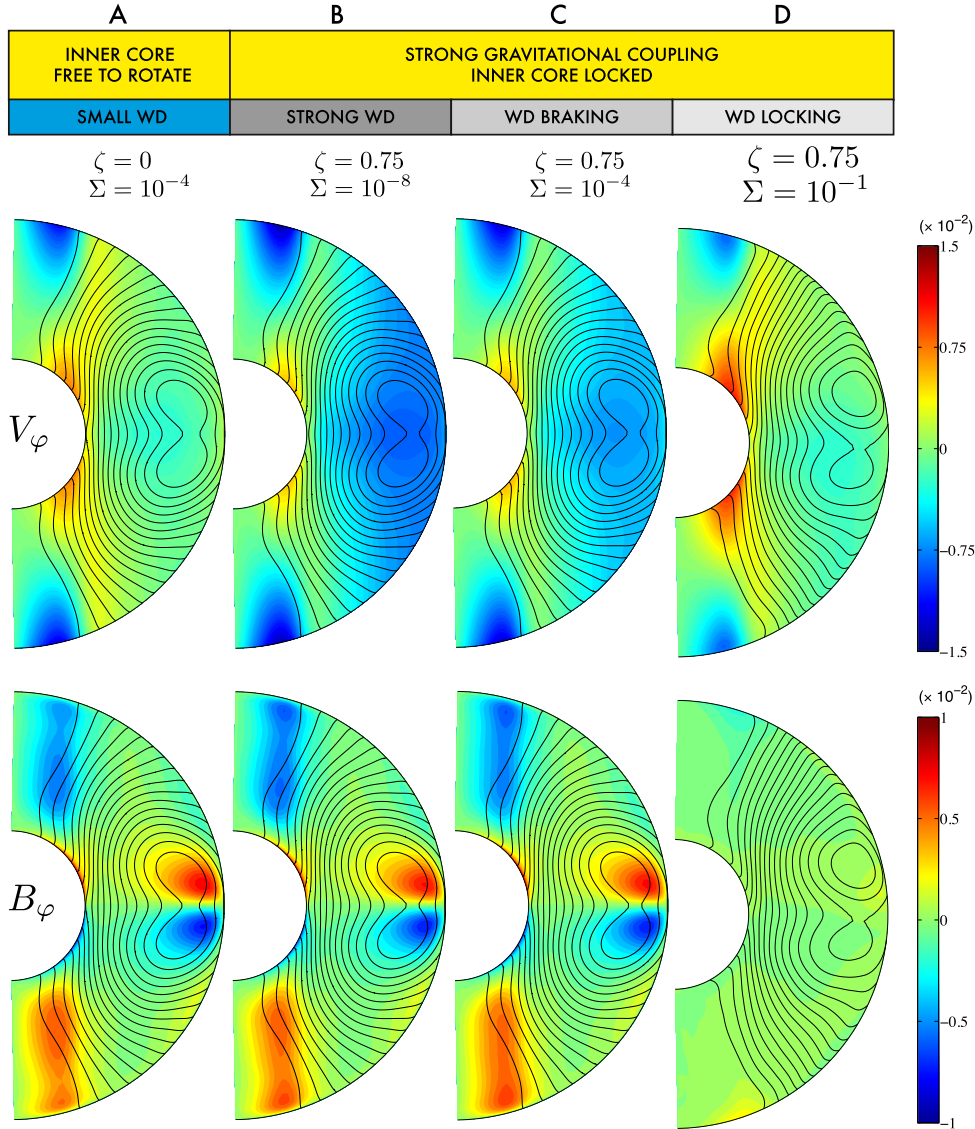 A B C D
INNER CORE
FREE TO ROTATE
STRONG GRAVITATIONAL COUPLING
INNER CORE LOCKED
SMALL WD STRONG WD WD BRAKING WD LOCKING
ζ = 0 ζ = 0.75 ζ = 0.75 ζ = 0.75
Σ = 10⁻⁴ Σ = 10⁻⁸ Σ = 10⁻⁴ Σ = 10⁻¹
(× 10⁻²)
1.5
0.75
Vφ
0
−0.75
−1.5
(× 10⁻²)
1
0.5
Bφ
0
−0.5
−1